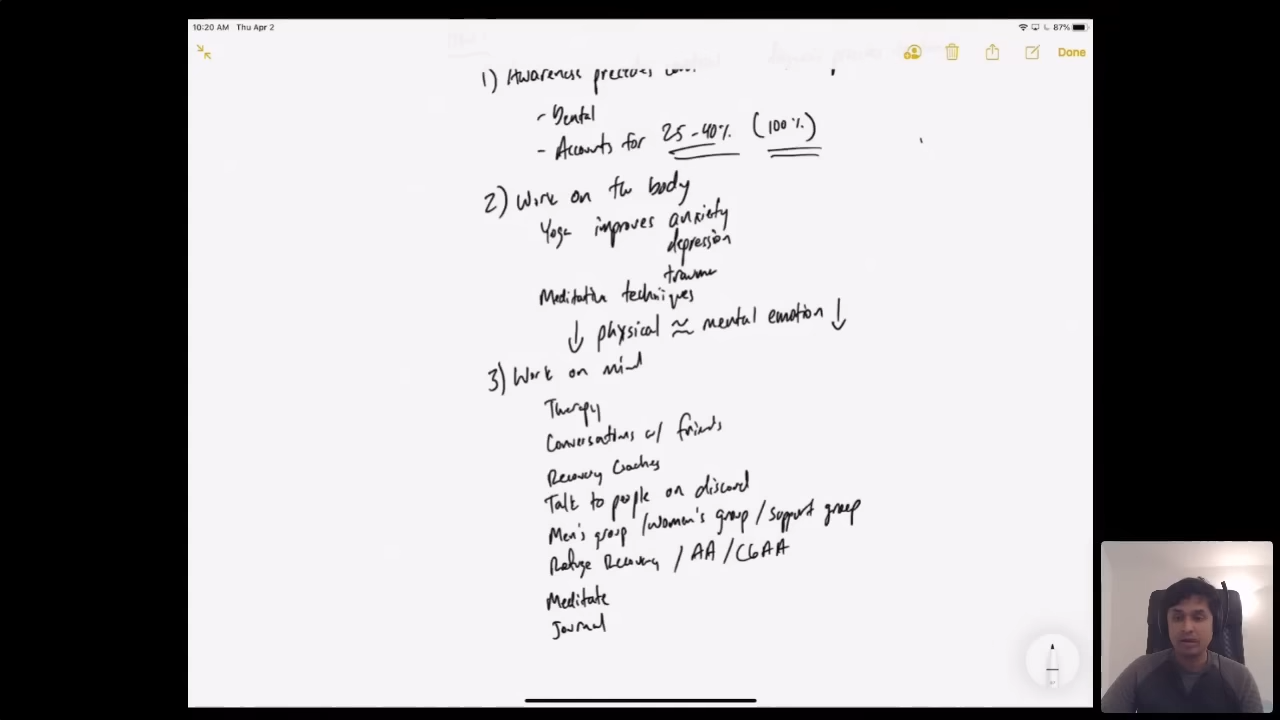 10:20 AM Thu Apr 2
87%
Done
1) Awareness precedes
- Dental
- Accounts for 25-40% (100%)
2) Work on the body
Yoga improves anxiety
depression
trauma
Meditative techniques
↓ physical ≈ mental emotion ↓
3) Work on mind
Therapy
Conversations w/ friends
Recovery Coaches
Talk to people on discord
Men's group / women's group / support group
Refuge Recovery / AA / CGAA
Meditate
Journal